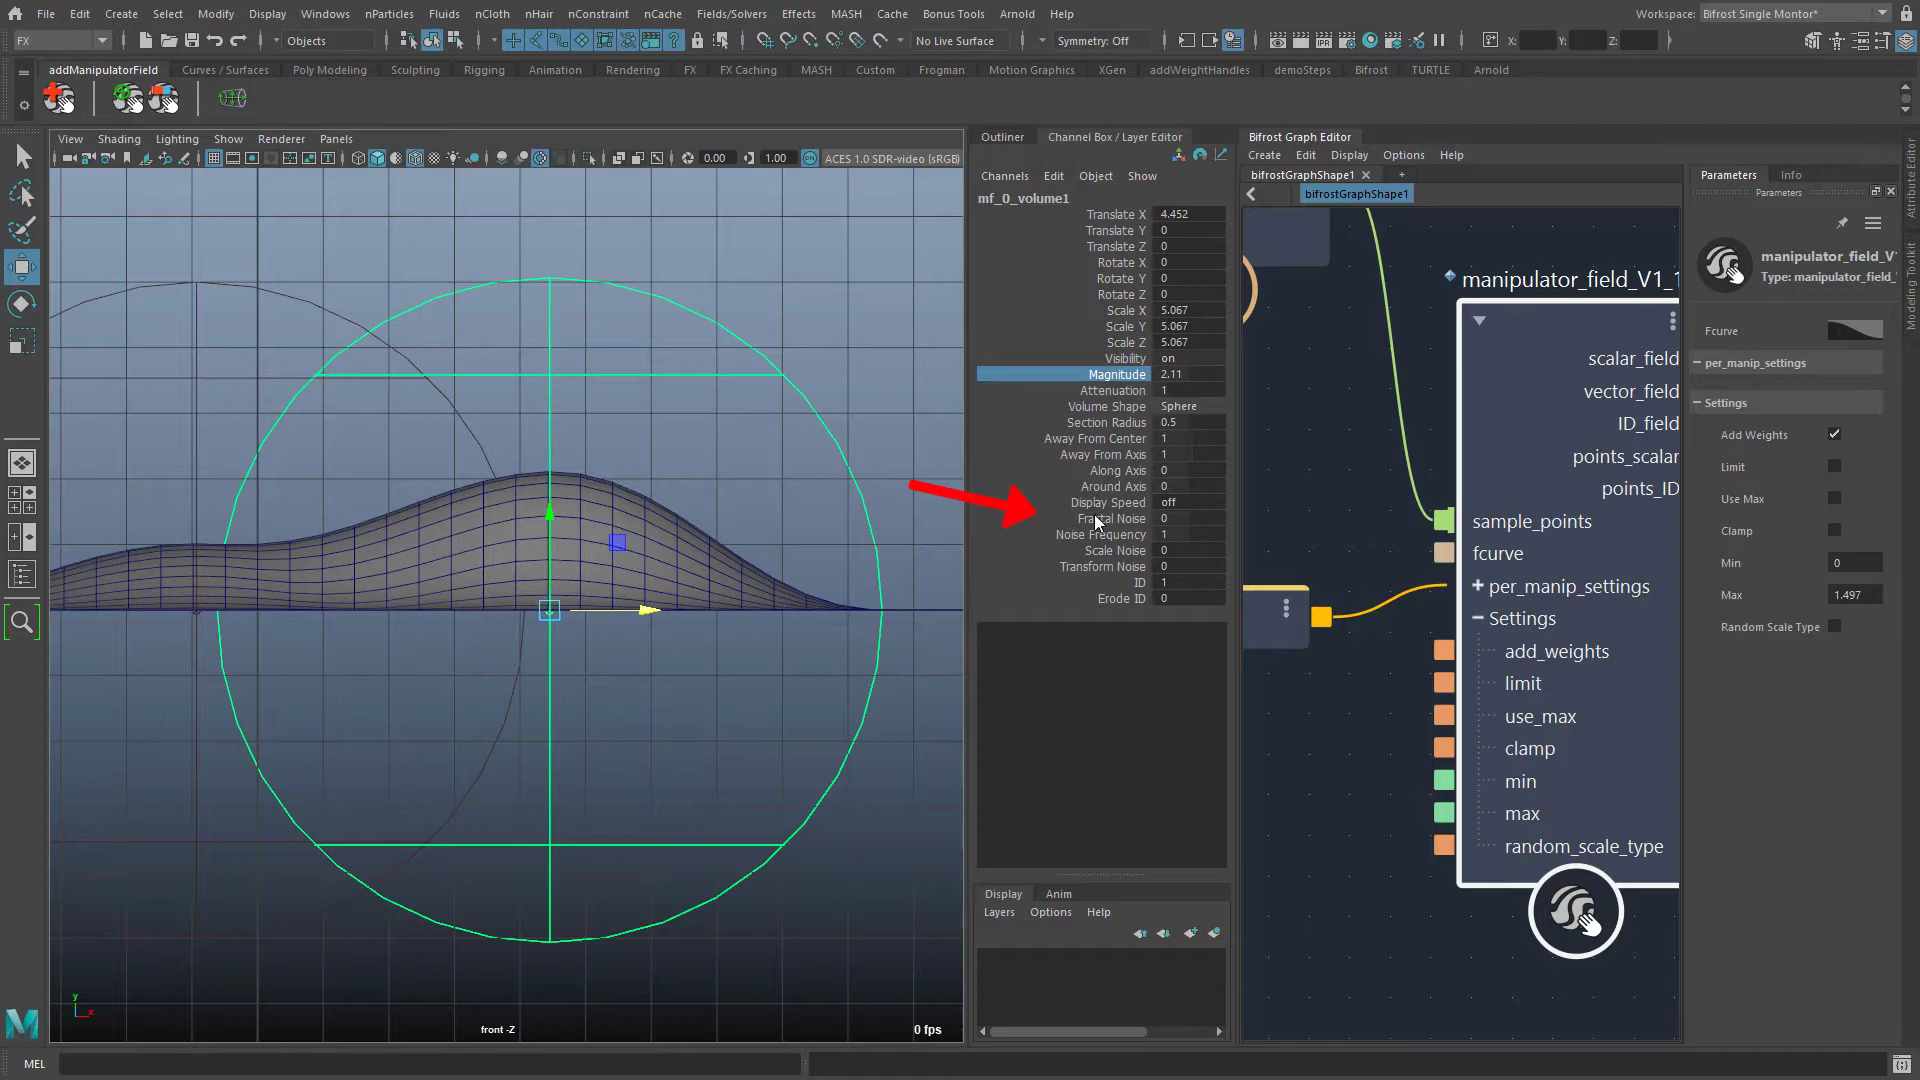 File Edit Create Select Modify Display Windows nParticles Fluids nCloth nHair nConstraint nCache Fields/Solvers Effects MASH Cache Bonus Tools Arnold Help
Workspace: Bifrost Single Montor*
FX Objects No Live Surface Symmetry: Off X: Y: Z:
addManipulatorField Curves / Surfaces Poly Modeling Sculpting Rigging Animation Rendering FX FX Caching MASH Custom Frogman Motion Graphics XGen addWeightHandles demoSteps Bifrost TURTLE Arnold
View Shading Lighting Show Renderer Panels
0.00 1.00 ACES 1.0 SDR-video (sRGB)
front -Z
0 fps
y
x
Outliner Channel Box / Layer Editor
Channels Edit Object Show
mf_0_volume1
Translate X 4.452
Translate Y 0
Translate Z 0
Rotate X 0
Rotate Y 0
Rotate Z 0
Scale X 5.067
Scale Y 5.067
Scale Z 5.067
Visibility on
Magnitude 2.11
Attenuation 1
Volume Shape Sphere
Section Radius 0.5
Away From Center 1
Away From Axis 1
Along Axis 0
Around Axis 0
Display Speed off
Fractal Noise 0
Noise Frequency 1
Scale Noise 0
Transform Noise 0
ID 1
Erode ID 0
Display Anim
Layers Options Help
Bifrost Graph Editor
Create Edit Display Options Help
bifrostGraphShape1
bifrostGraphShape1
manipulator_field_V1_1
scalar_field
vector_field
ID_field
points_scalar
points_ID
sample_points
fcurve
per_manip_settings
Settings
add_weights
limit
use_max
clamp
min
max
random_scale_type
Parameters Info
Parameters
manipulator_field_V
Type: manipulator_field_
Fcurve
per_manip_settings
Settings
Add Weights
Limit
Use Max
Clamp
Min 0
Max 1.497
Random Scale Type
Attribute Editor
Modeling Toolkit
MEL